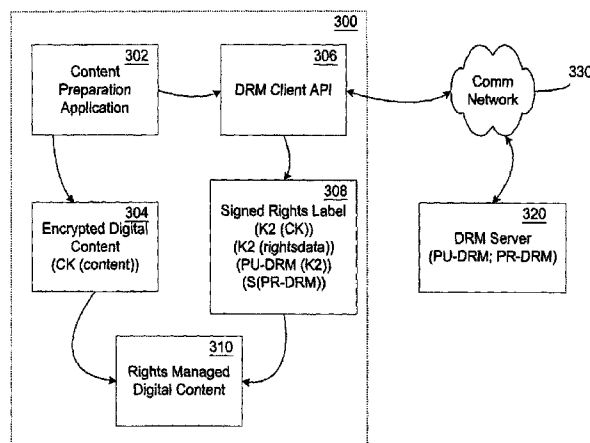 300
302
Content
Preparation
Application
306
DRM Client API
Comm
Network
330
304
Encrypted Digital
Content
(CK (content))
308
Signed Rights Label
(K2 (CK))
(K2 (rightsdata))
(PU-DRM (K2))
(S(PR-DRM))
320
DRM Server
(PU-DRM; PR-DRM)
310
Rights Managed
Digital Content